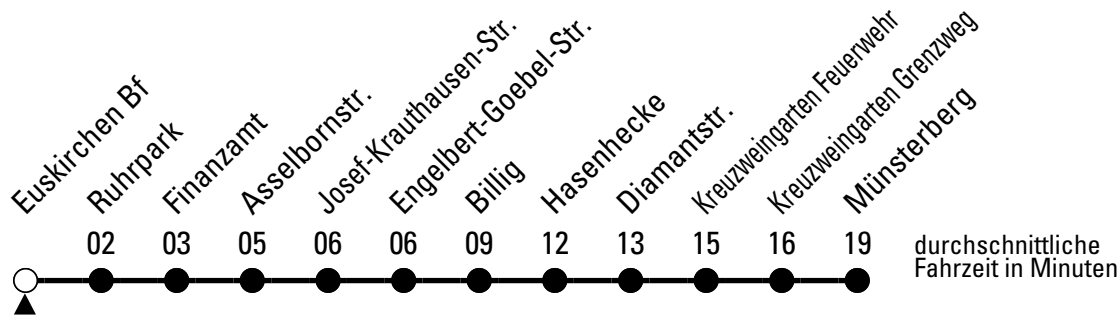 Euskirchen Bf
Ruhrpark
Finanzamt
Asselbornstr.
Josef-Krauthausen-Str.
Engelbert-Goebel-Str.
Billig
Hasenhecke
Diamantstr.
Kreuzweingarten Feuerwehr
Kreuzweingarten Grenzweg
Münsterberg
02 03 05 06 06 09 12 13 15 16 19
durchschnittliche
Fahrzeit in Minuten